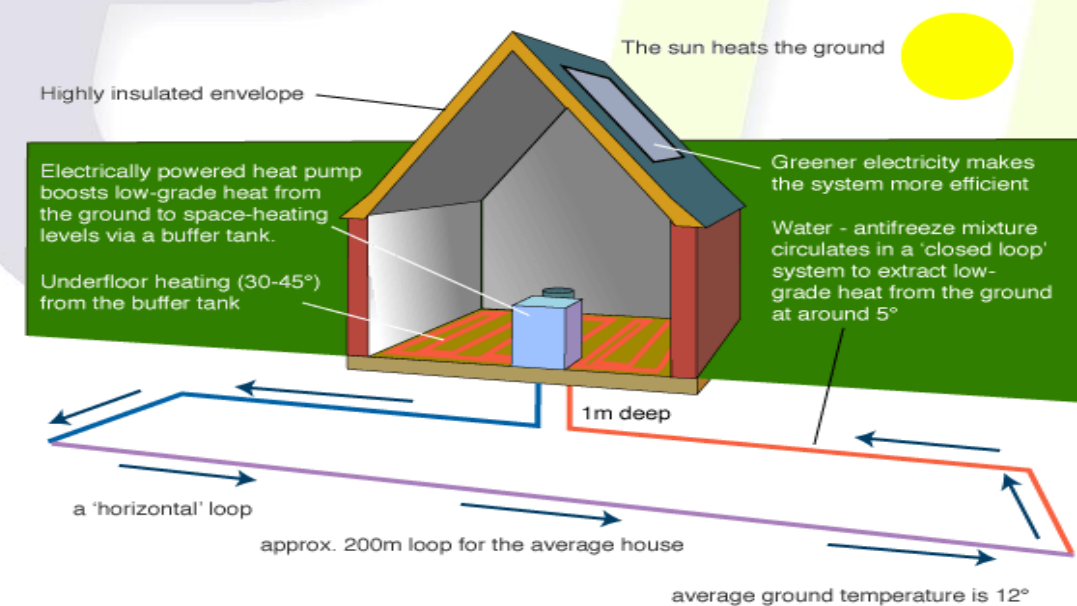 The sun heats the ground
Highly insulated envelope
Electrically powered heat pump
boosts low-grade heat from
the ground to space-heating
levels via a buffer tank.
Underfloor heating (30-45°)
from the buffer tank
Greener electricity makes
the system more efficient
Water - antifreeze mixture
circulates in a ‘closed loop’
system to extract low-
grade heat from the ground
at around 5°
1m deep
a ‘horizontal’ loop
approx. 200m loop for the average house
average ground temperature is 12°